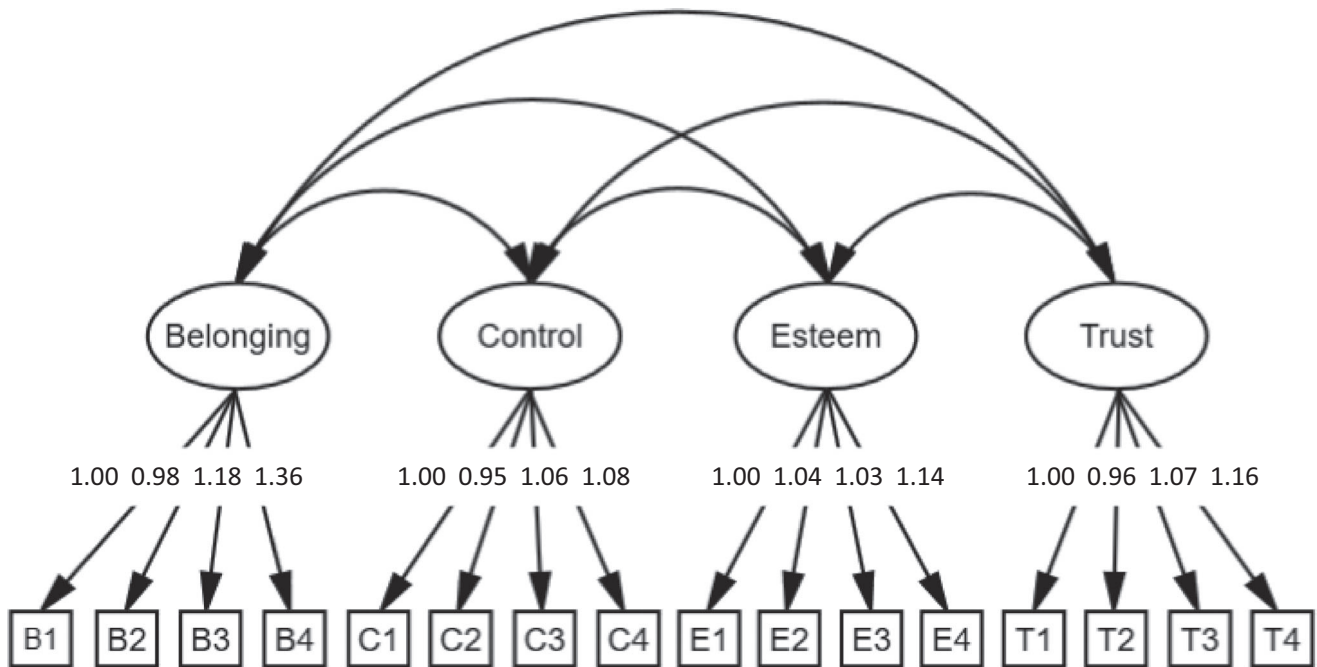 Belonging Control Esteem Trust
1.00 0.98 1.18 1.36 1.00 0.95 1.06 1.08 1.00 1.04 1.03 1.14 1.00 0.96 1.07 1.16
B1 B2 B3 B4 C1 C2 C3 C4 E1 E2 E3 E4 T1 T2 T3 T4